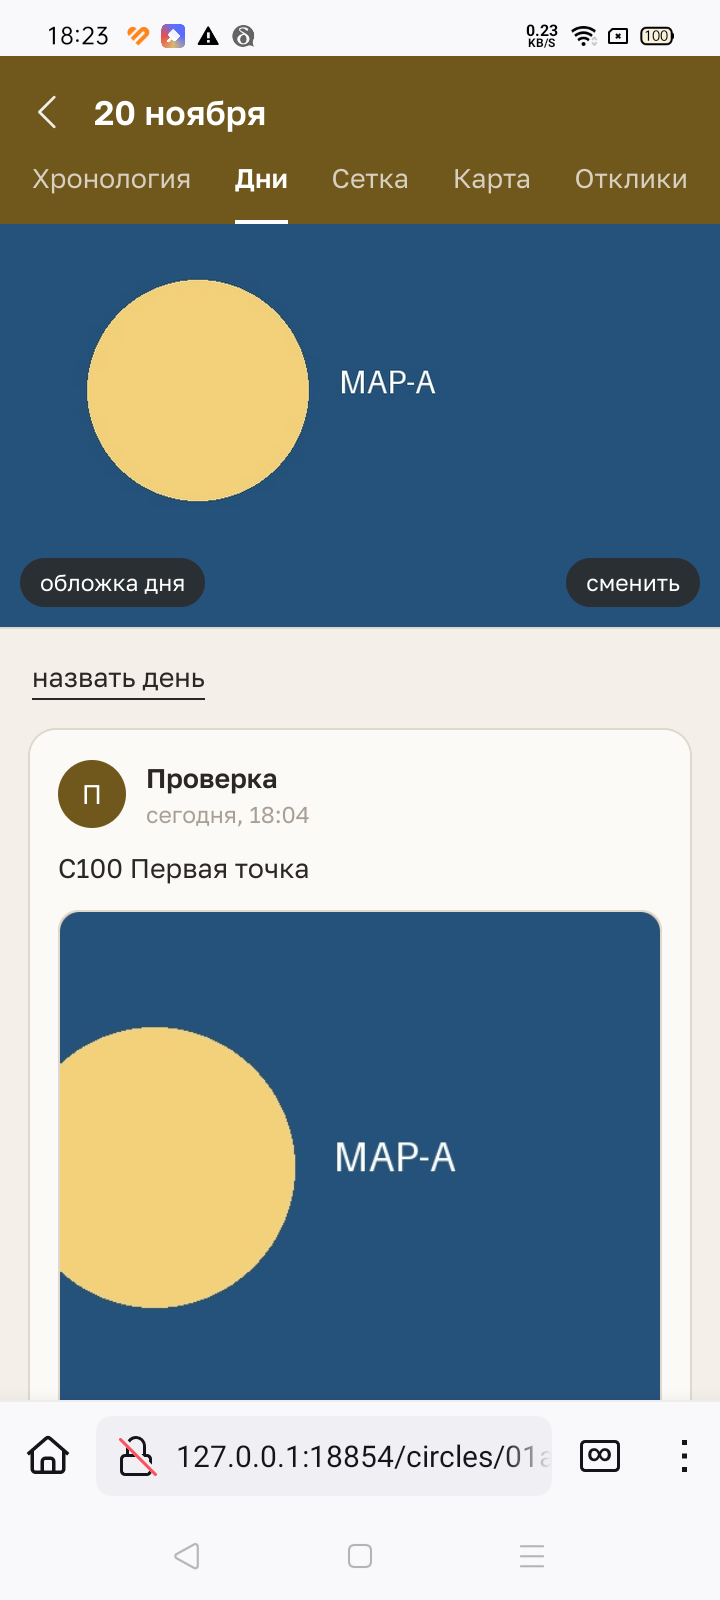 18:23
0.23
KB/S
100
20 ноября
Хронология Дни Сетка Карта Отклики
MAP-A
обложка дня
сменить
назвать день
П
Проверка
сегодня, 18:04
C100 Первая точка
MAP-A
127.0.0.1:18854/circles/01a